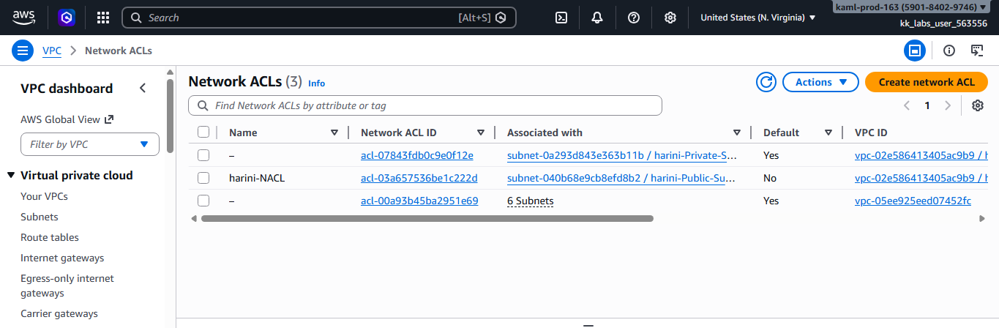 aws
Search [Alt+S]
United States (N. Virginia)
kaml-prod-163 (5901-8402-9746)
kk_labs_user_563556
VPC > Network ACLs
VPC dashboard
AWS Global View
Filter by VPC
Virtual private cloud
Your VPCs
Subnets
Route tables
Internet gateways
Egress-only internet
gateways
Carrier gateways
Network ACLs (3) Info
Actions
Create network ACL
Find Network ACLs by attribute or tag
1
Name Network ACL ID Associated with Default VPC ID
– acl-07843fdb0c9e0f12e subnet-0a293d843e363b11b / harini-Private-S... Yes vpc-02e586413405ac9b9 / h
harini-NACL acl-03a657536be1c222d subnet-040b68e9cb8efd8b2 / harini-Public-Su... No vpc-02e586413405ac9b9 / h
– acl-00a93b45ba2951e69 6 Subnets Yes vpc-05ee925eed07452fc